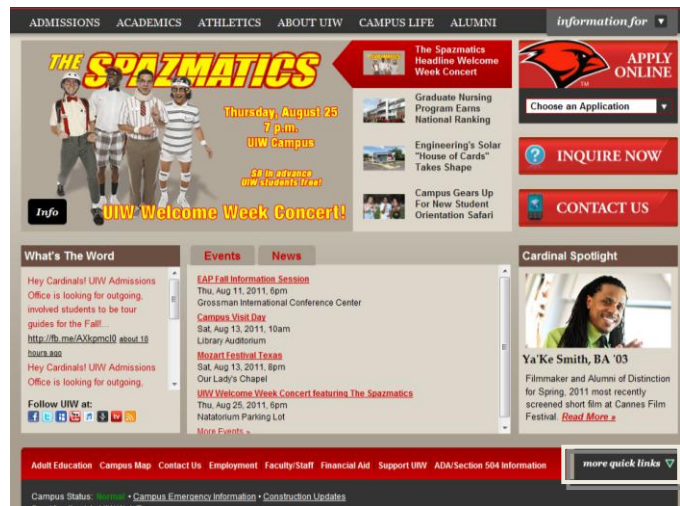 ADMISSIONS ACADEMICS ATHLETICS ABOUT UIW CAMPUS LIFE ALUMNI information for
THE SPAZMATICS
Thursday, August 25
7 p.m.
UIW Campus
$8 in advance
UIW students free!
Info
UIW Welcome Week Concert!
The Spazmatics
Headline Welcome
Week Concert
Graduate Nursing
Program Earns
National Ranking
Engineering's Solar
"House of Cards"
Takes Shape
Campus Gears Up
For New Student
Orientation Safari
APPLY
ONLINE
TM
Choose an Application
INQUIRE NOW
CONTACT US
What's The Word
Hey Cardinals! UIW Admissions
Office is looking for outgoing,
involved students to be tour
guides for the Fall!...
http://fb.me/AXkpmcI0 about 18
hours ago
Hey Cardinals! UIW Admissions
Office is looking for outgoing,
Follow UIW at:
Events News
EAP Fall Information Session
Thu, Aug 11, 2011, 6pm
Grossman International Conference Center
Campus Visit Day
Sat, Aug 13, 2011, 10am
Library Auditorium
Mozart Festival Texas
Sat, Aug 13, 2011, 8pm
Our Lady's Chapel
UIW Welcome Week Concert featuring The Spazmatics
Thu, Aug 25, 2011, 6pm
Natatorium Parking Lot
More Events »
Cardinal Spotlight
Ya'Ke Smith, BA '03
Filmmaker and Alumni of Distinction
for Spring, 2011 most recently
screened short film at Cannes Film
Festival. Read More »
Adult Education Campus Map Contact Us Employment Faculty/Staff Financial Aid Support UIW ADA/Section 504 Information more quick links
Campus Status: Normal • Campus Emergency Information • Construction Updates